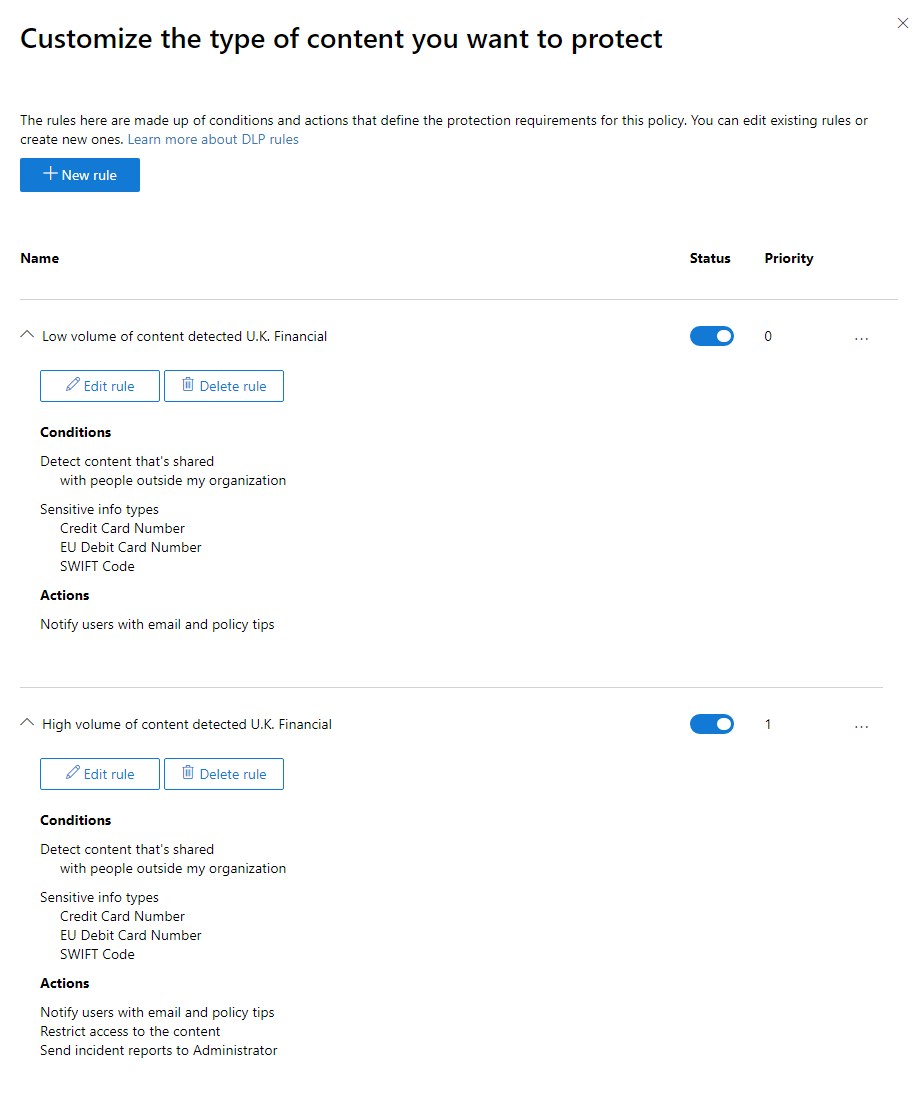 Customize the type of content you want to protect
The rules here are made up of conditions and actions that define the protection requirements for this policy. You can edit existing rules or
create new ones. Learn more about DLP rules
+ New rule
Name Status Priority
Low volume of content detected U.K. Financial 0 ...
Edit rule Delete rule
Conditions
Detect content that's shared
with people outside my organization
Sensitive info types
Credit Card Number
EU Debit Card Number
SWIFT Code
Actions
Notify users with email and policy tips
High volume of content detected U.K. Financial 1 ...
Edit rule Delete rule
Conditions
Detect content that's shared
with people outside my organization
Sensitive info types
Credit Card Number
EU Debit Card Number
SWIFT Code
Actions
Notify users with email and policy tips
Restrict access to the content
Send incident reports to Administrator